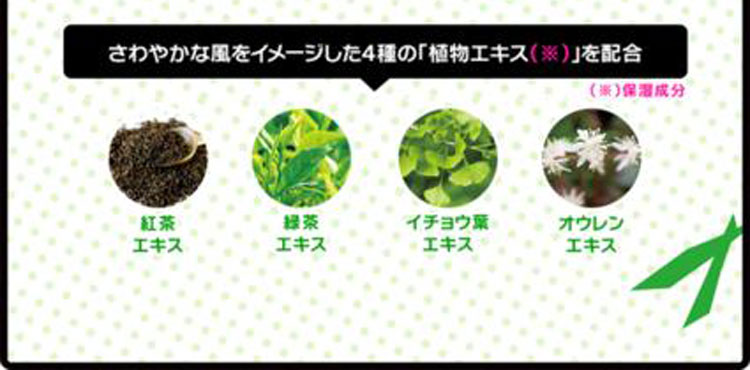 さわやかな風をイメージした4種の「植物エキス(※)」を配合
(※)保湿成分
紅茶
エキス
緑茶
エキス
イチョウ葉
エキス
オウレン
エキス